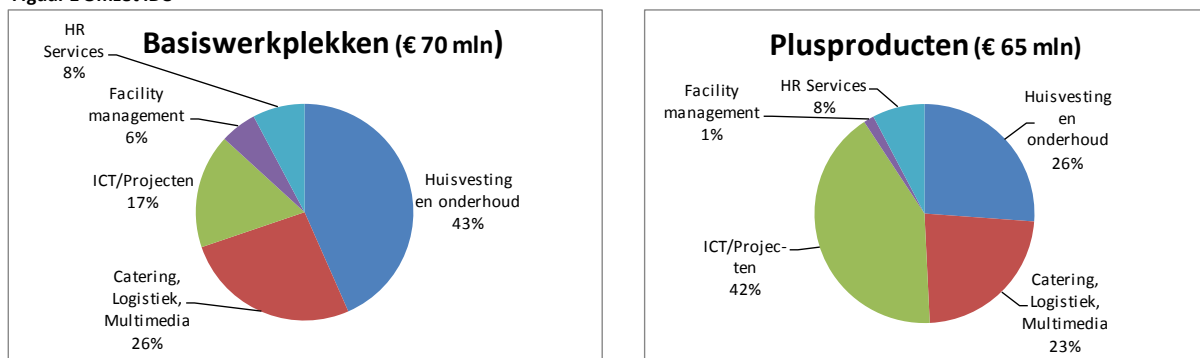 Basiswerkplekken (€ 70 mln)
HR
Services
8%
Facility
management
6%
ICT/Projecten
17%
Catering,
Logistiek,
Multimedia
26%
Huisvesting
en onderhoud
43%
Plusproducten (€ 65 mln)
HR Services
8%
Facility
management
1%
Huisvesting
en
onderhoud
26%
ICT/Projec-
ten
42%
Catering,
Logistiek,
Multimedia
23%